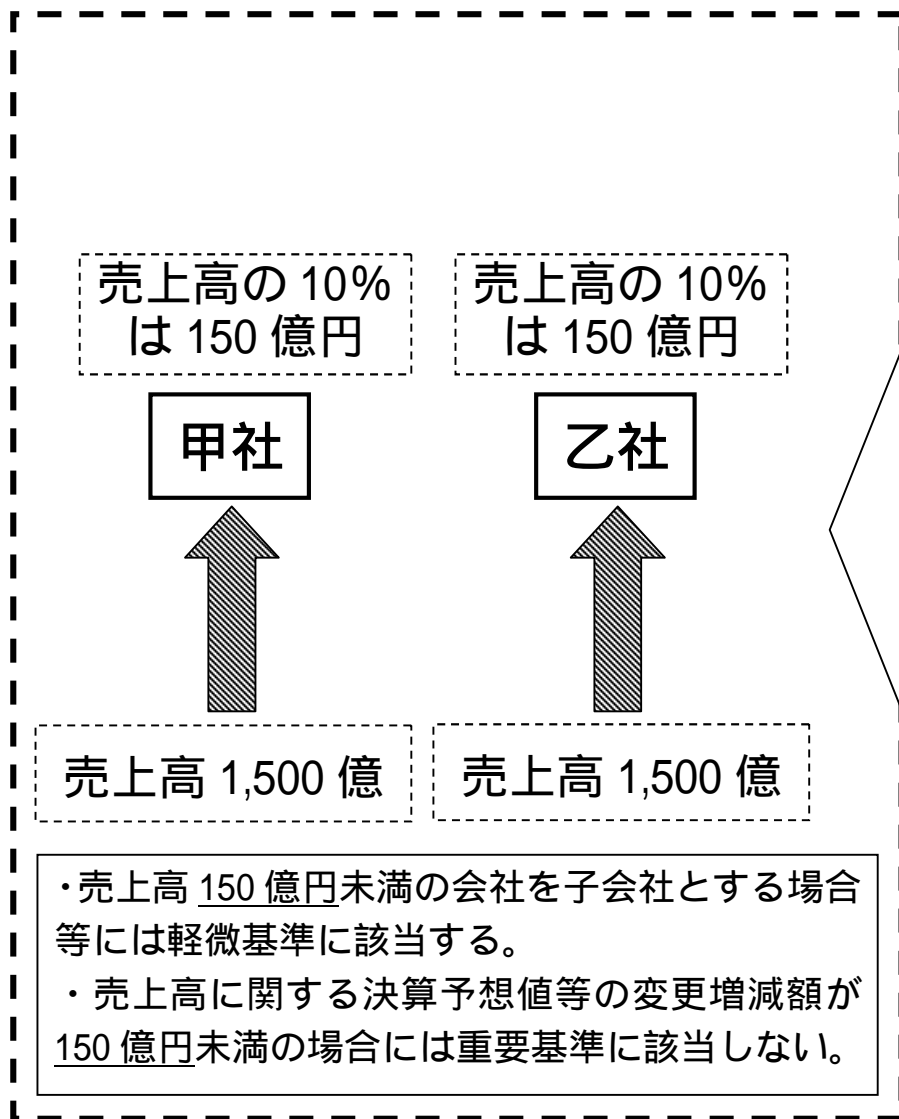 売上高の 10%
は 150 億円
売上高の 10%
は 150 億円
甲社
乙社
売上高 1,500 億
売上高 1,500 億
・売上高 150 億円未満の会社を子会社とする場合
等には軽微基準に該当する。
・売上高に関する決算予想値等の変更増減額が
150 億円未満の場合には重要基準に該当しない。